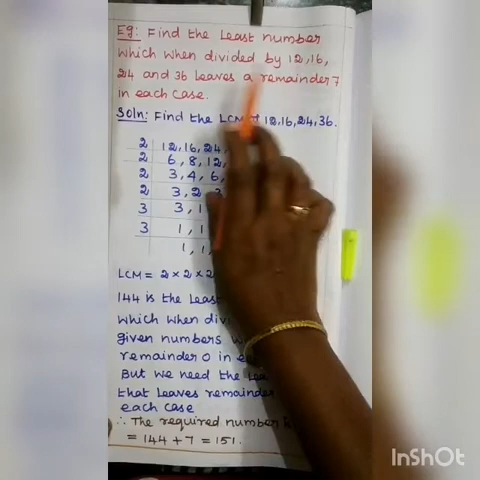 Eg: Find the Least number
which when divided by 12,16,
24 and 36 leaves a remainder 7
in each case.
Soln: Find the LCM 12,16,24,36.
2 12,16,24,
2 6,8,12,
2 3,4,6,
2 3,2,3
3 3,1
3 1,1
1,1,
LCM = 2×2×2
144 is the Least
which when
given numbers
remainder 0 in
But we need the
that leaves remainder
each case
∴ The required number
= 144 + 7 = 151.
InShOt